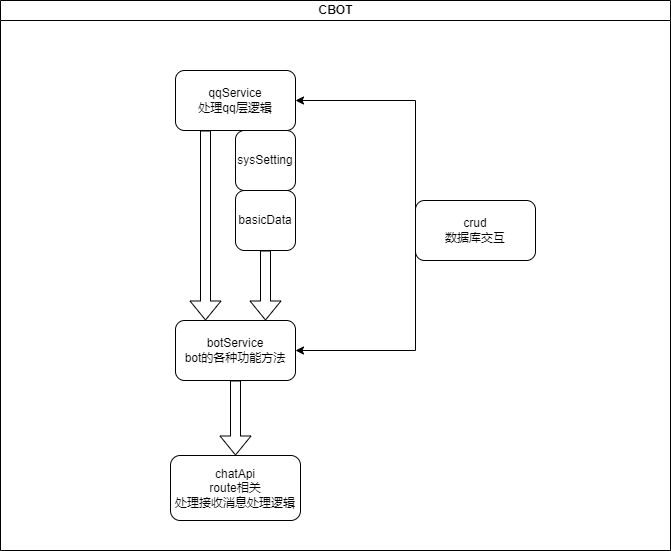 CBOT
qqService
处理qq层逻辑
sysSetting
basicData
crud
数据库交互
botService
bot的各种功能方法
chatApi
route相关
处理接收消息处理逻辑